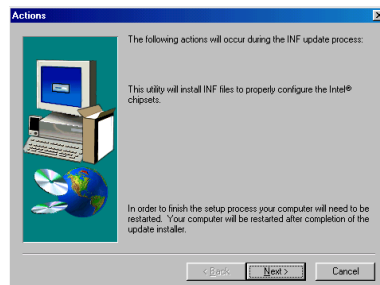 Actions
The following actions will occur during the INF update process:
This utility will install INF files to properly configure the Intel®
chipsets.
In order to finish the setup process your computer will need to be
restarted. Your computer will be restarted after completion of the
update installer.
< Back
Next >
Cancel